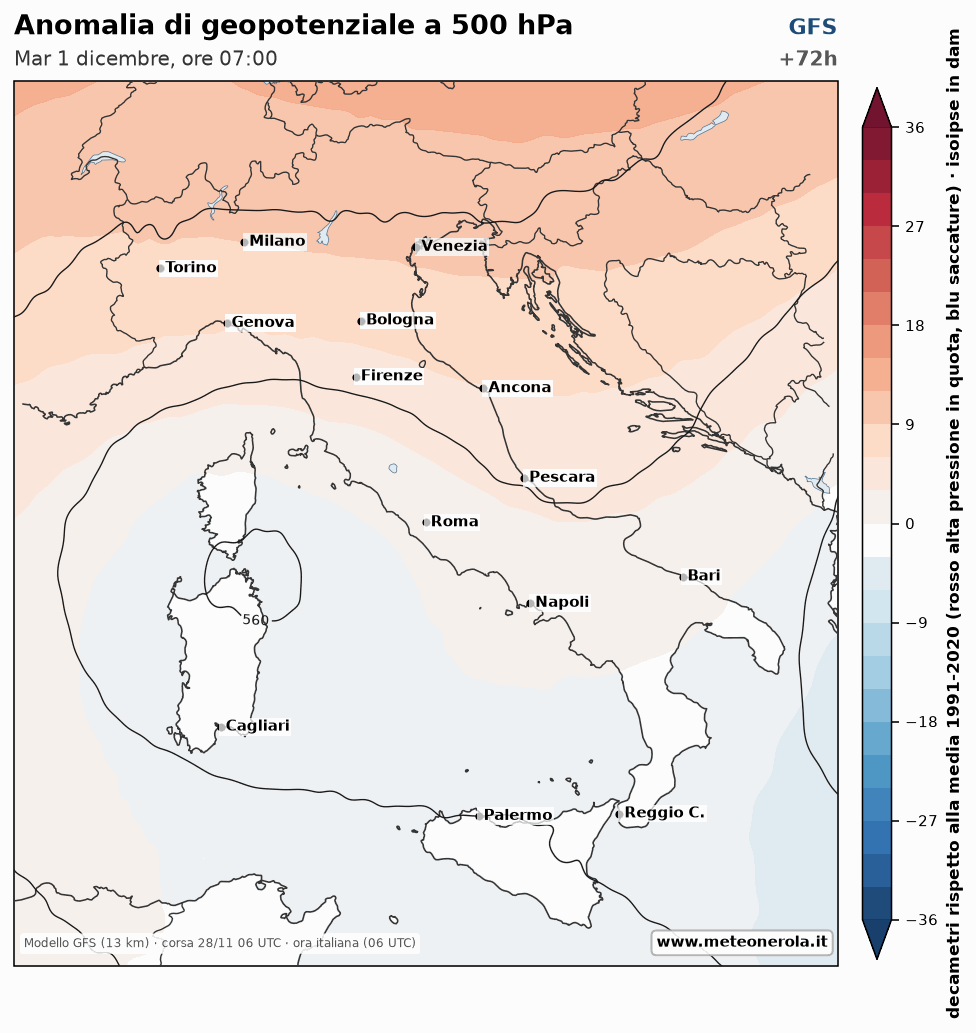 Anomalia di geopotenziale a 500 hPa
GFS
Mar 1 dicembre, ore 07:00
+72h
Milano
Venezia
Torino
Genova
Bologna
Firenze
Ancona
Pescara
Roma
Bari
Napoli
560
Cagliari
Palermo
Reggio C.
Modello GFS (13 km) · corsa 28/11 06 UTC · ora italiana (06 UTC)
www.meteonerola.it
36
27
18
9
0
−9
−18
−27
−36
decametri rispetto alla media 1991-2020 (rosso alta pressione in quota, blu saccature) · isoipse in dam